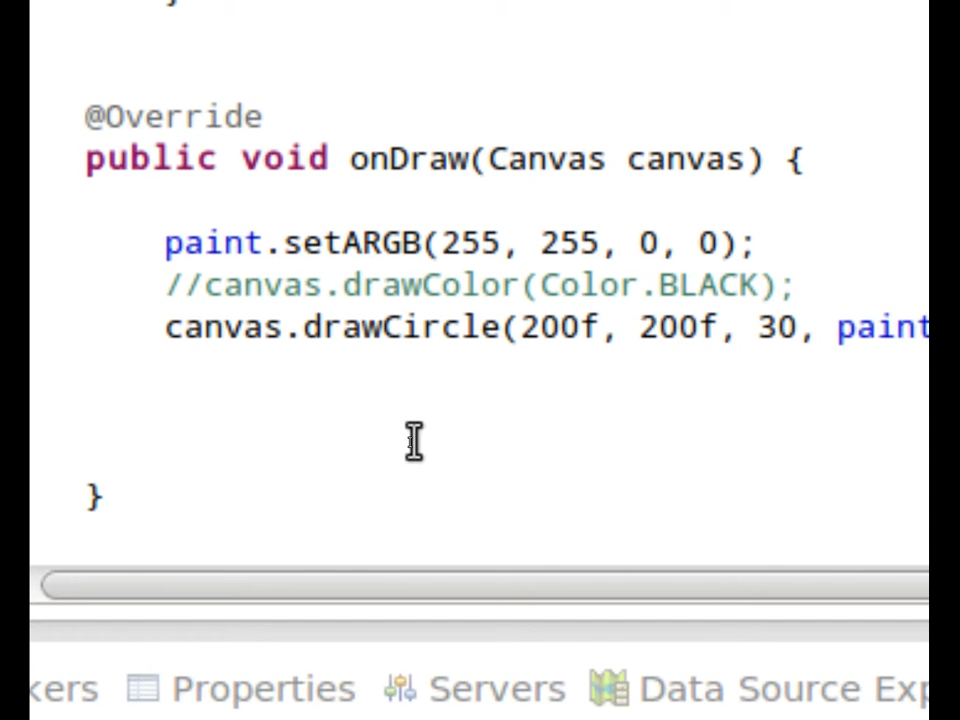 @Override
public void onDraw(Canvas canvas) {
paint.setARGB(255, 255, 0, 0);
//canvas.drawColor(Color.BLACK);
canvas.drawCircle(200f, 200f, 30, paint
}
kers Properties Servers Data Source Exp